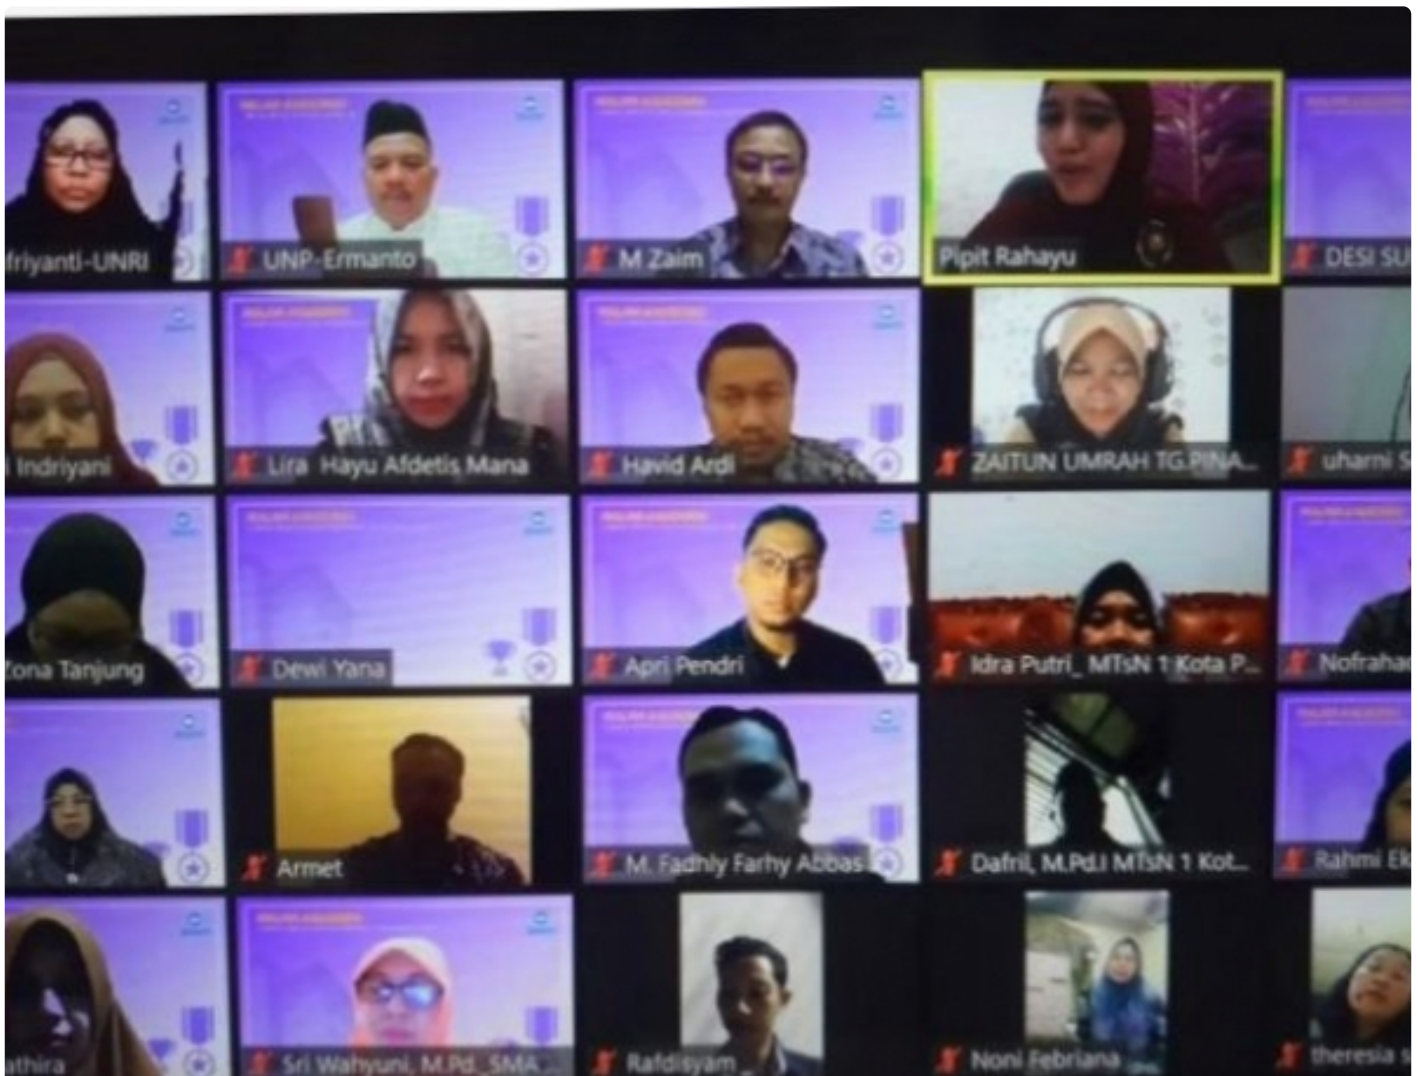 friyanti-UNRI
UNP-Ermanto
M Zaim
Pipit Rahayu
DESI SU
i Indriyani
Lira Hayu Afdetis Mana
Havid Ardi
ZAITUN UMRAH TG.PINA...
uharni S
Zona Tanjung
Dewi Yana
Apri Pendri
Idra Putri_ MTsN 1 Kota P...
Nofrahad
Armet
M. Fadhly Farhy Abbas
Dafril, M.Pd.I MTsN 1 Kot...
Rahmi Ek
athira
Sri Wahyuni, M.Pd._SMA ...
Rafdisyam _
Noni Febriana
theresia s